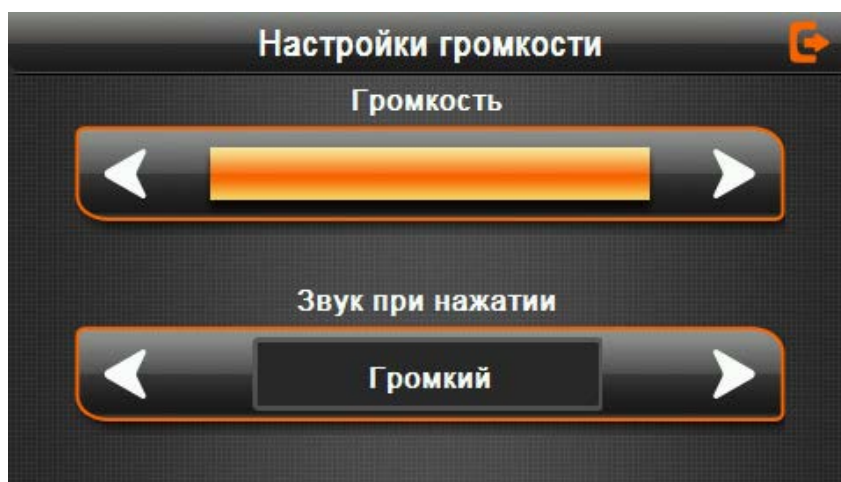 Настройки громкости
Громкость
Звук при нажатии
Громкий